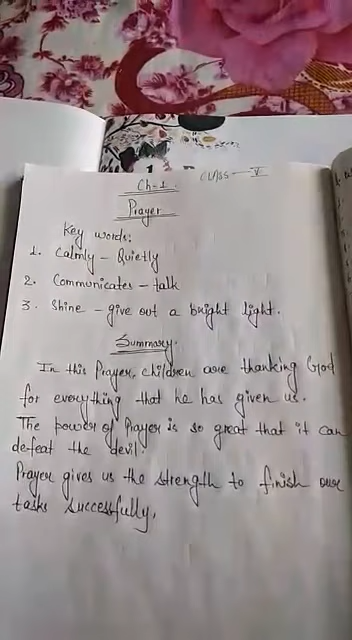 Ch-1.
CLASS - V
Prayer
Key words:
1. Calmly - Quietly
2. Communicates - talk
3. Shine - give out a bright light.
Summary.
In this Prayer, children are thanking God
for everything that he has given us.
The power of Prayer is so great that it can
defeat the devil.
Prayer gives us the strength to finish our
tasks successfully.